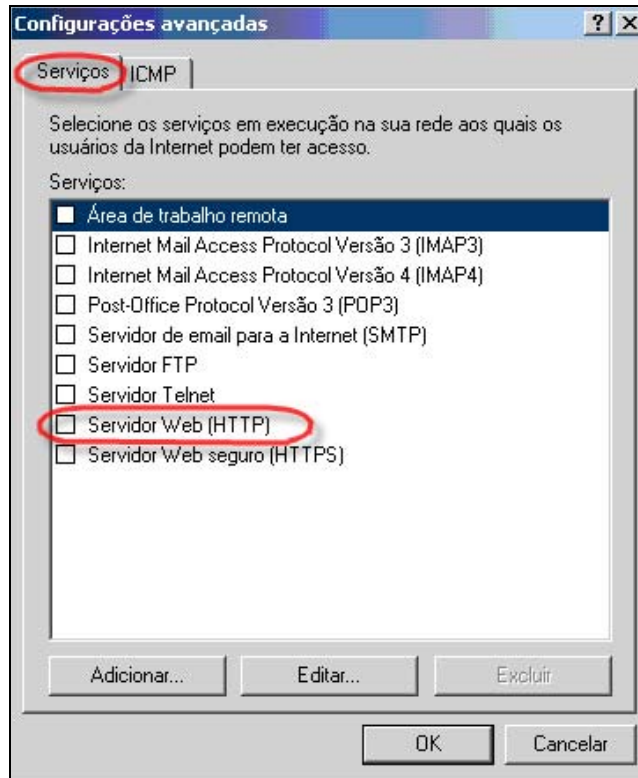 Configurações avançadas
Serviços
ICMP
Selecione os serviços em execução na sua rede aos quais os
usuários da Internet podem ter acesso.
Serviços:
Área de trabalho remota
Internet Mail Access Protocol Versão 3 (IMAP3)
Internet Mail Access Protocol Versão 4 (IMAP4)
Post-Office Protocol Versão 3 (POP3)
Servidor de email para a Internet (SMTP)
Servidor FTP
Servidor Telnet
Servidor Web (HTTP)
Servidor Web seguro (HTTPS)
Adicionar...
Editar...
Excluir
OK
Cancelar